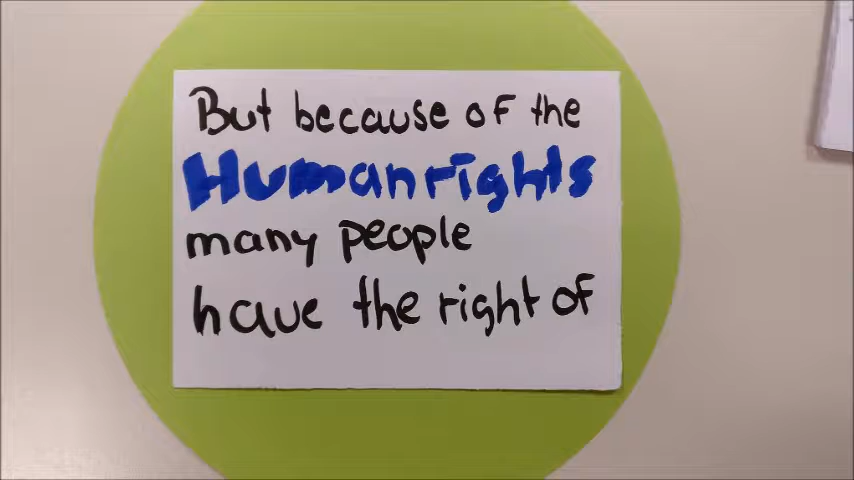 But because of the
Humanrights
many people
have the right of